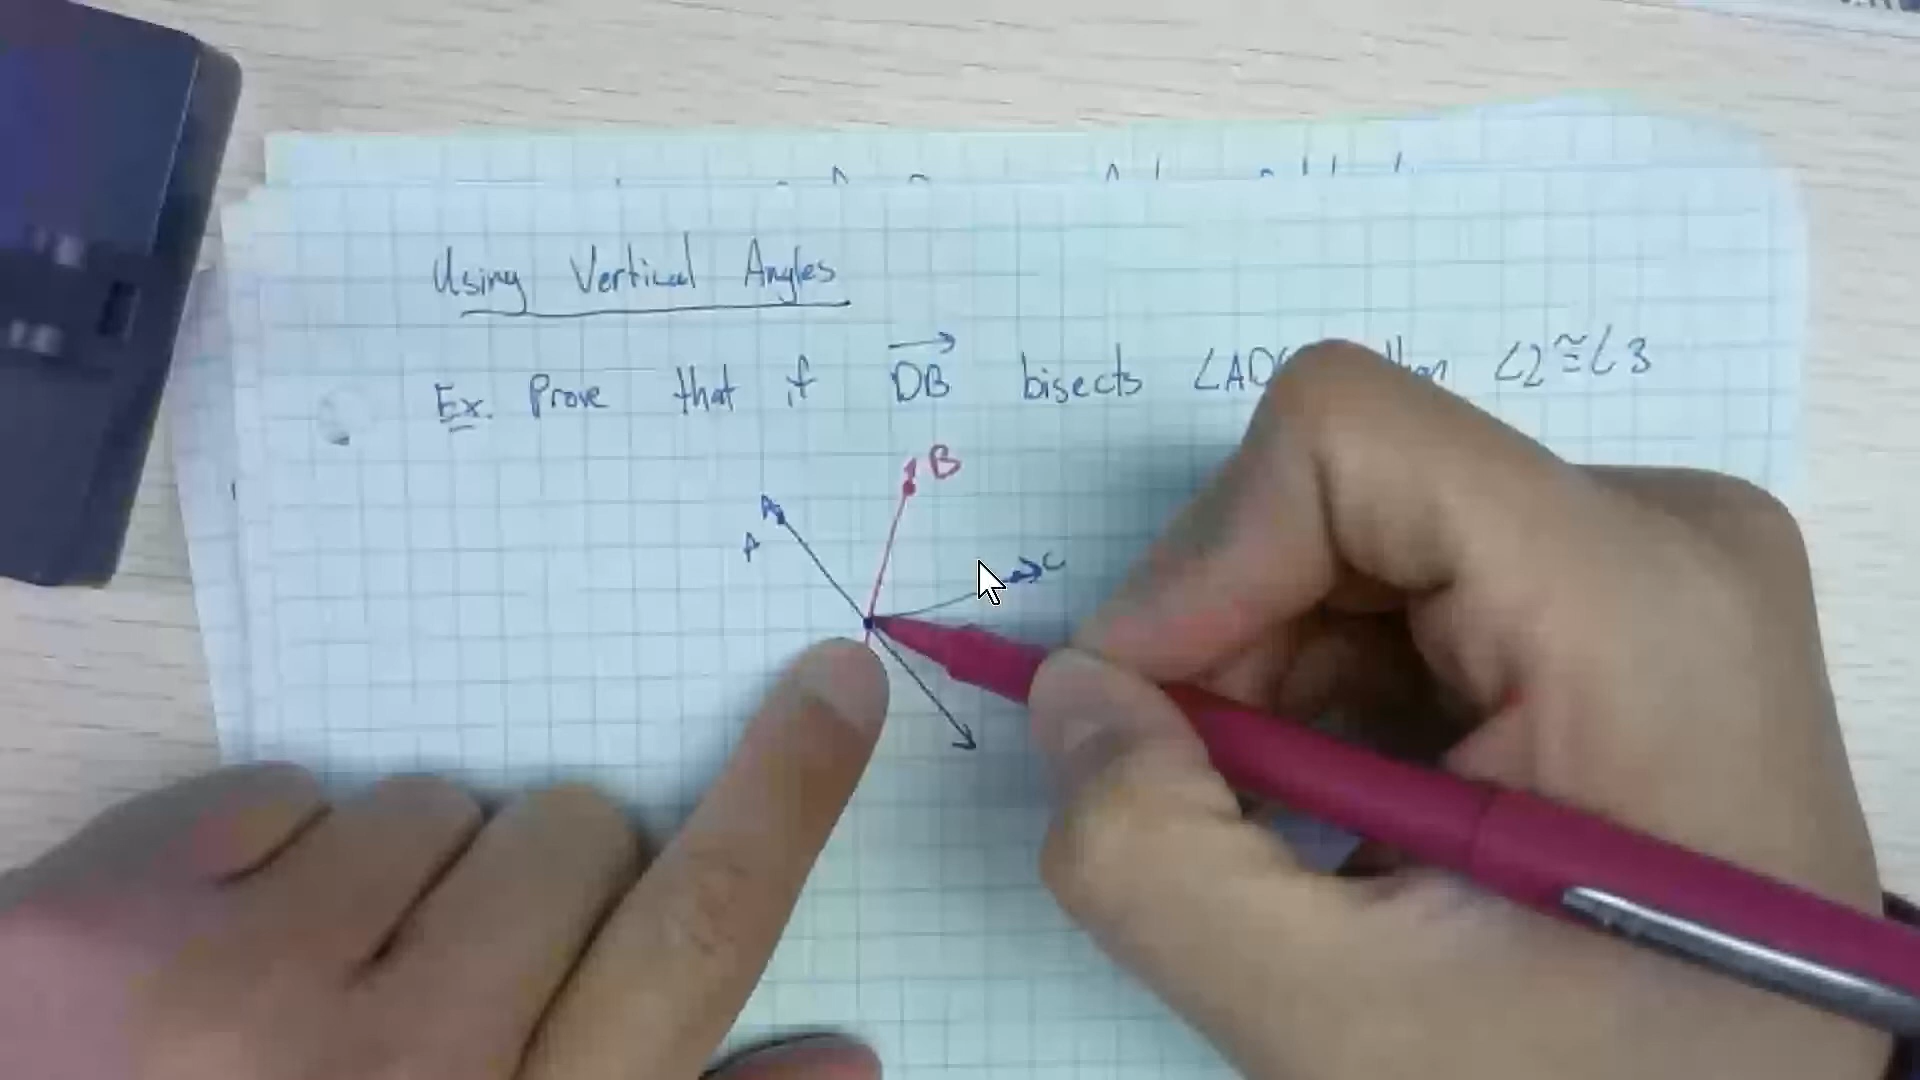 Using Vertical Angles
Ex. Prove that if DB bisects ∠AD ∠2≅∠3
B
A
C